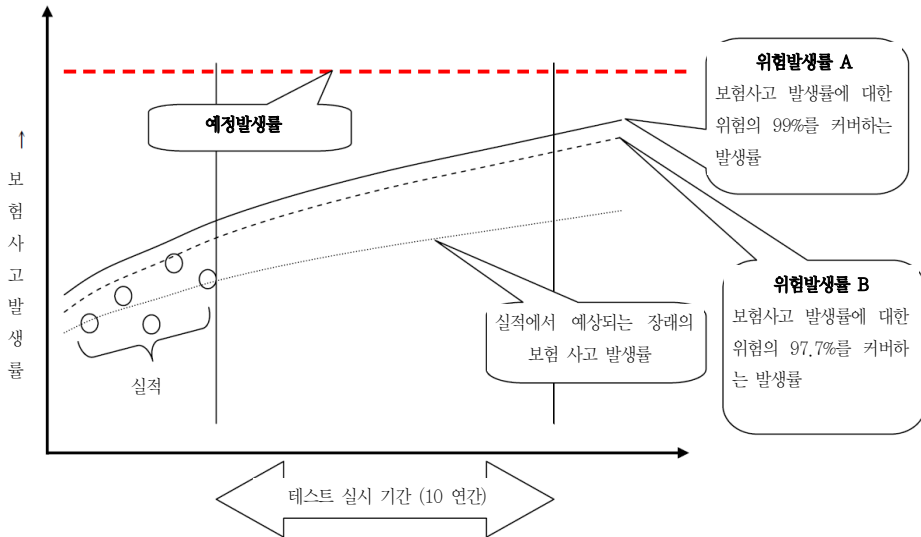 위험발생률 A
보험사고 발생률에 대한
위험의 99%를 커버하는
발생률
예정발생률
↑
보
험
사
고
발
생
률
위험발생률 B
보험사고 발생률에 대한
위험의 97.7%를 커버하
는 발생률
실적에서 예상되는 장래의
보험 사고 발생률
실적
테스트 실시 기간 (10 연간)